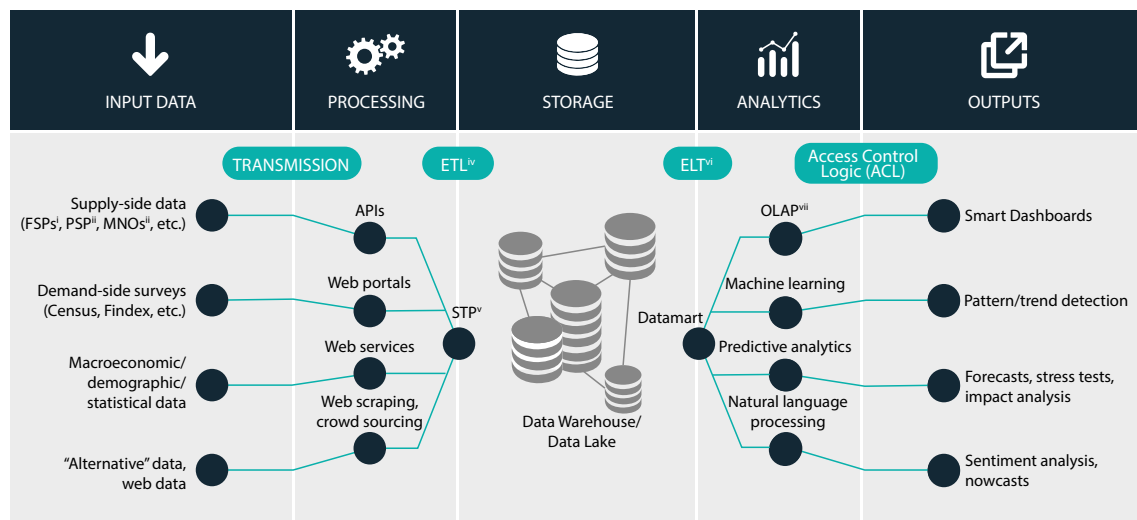 INPUT DATA
PROCESSING
STORAGE
ANALYTICS
OUTPUTS
TRANSMISSION
ETLⁱᵛ
ELTᵛⁱ
Access Control
Logic (ACL)
Supply-side data
(FSPsⁱ, PSPⁱⁱ, MNOsⁱⁱ, etc.)
Demand-side surveys
(Census, Findex, etc.)
Macroeconomic/
demographic/
statistical data
“Alternative” data,
web data
APIs
Web portals
Web services
Web scraping,
crowd sourcing
STPᵛ
Data Warehouse/
Data Lake
Datamart
OLAPᵛⁱⁱ
Machine learning
Predictive analytics
Natural language
processing
Smart Dashboards
Pattern/trend detection
Forecasts, stress tests,
impact analysis
Sentiment analysis,
nowcasts